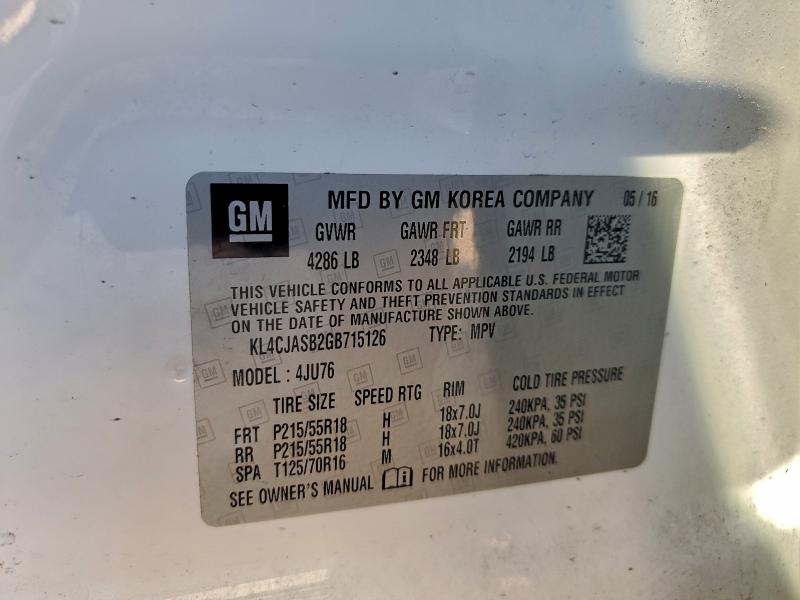 GM
MFD BY GM KOREA COMPANY 05 / 16
GVWR GAWR FRT GAWR RR
4286 LB 2348 LB 2194 LB
THIS VEHICLE CONFORMS TO ALL APPLICABLE U.S. FEDERAL MOTOR
VEHICLE SAFETY AND THEFT PREVENTION STANDARDS IN EFFECT
ON THE DATE OF MANUFACTURE SHOWN ABOVE.
KL4CJASB2GB715126 TYPE: MPV
MODEL : 4JU76
TIRE SIZE SPEED RTG RIM COLD TIRE PRESSURE
FRT P215/55R18 H 18x7.0J 240KPA, 35 PSI
RR P215/55R18 H 18x7.0J 240KPA, 35 PSI
SPA T125/70R16 M 16x4.0T 420KPA, 60 PSI
SEE OWNER'S MANUAL FOR MORE INFORMATION.